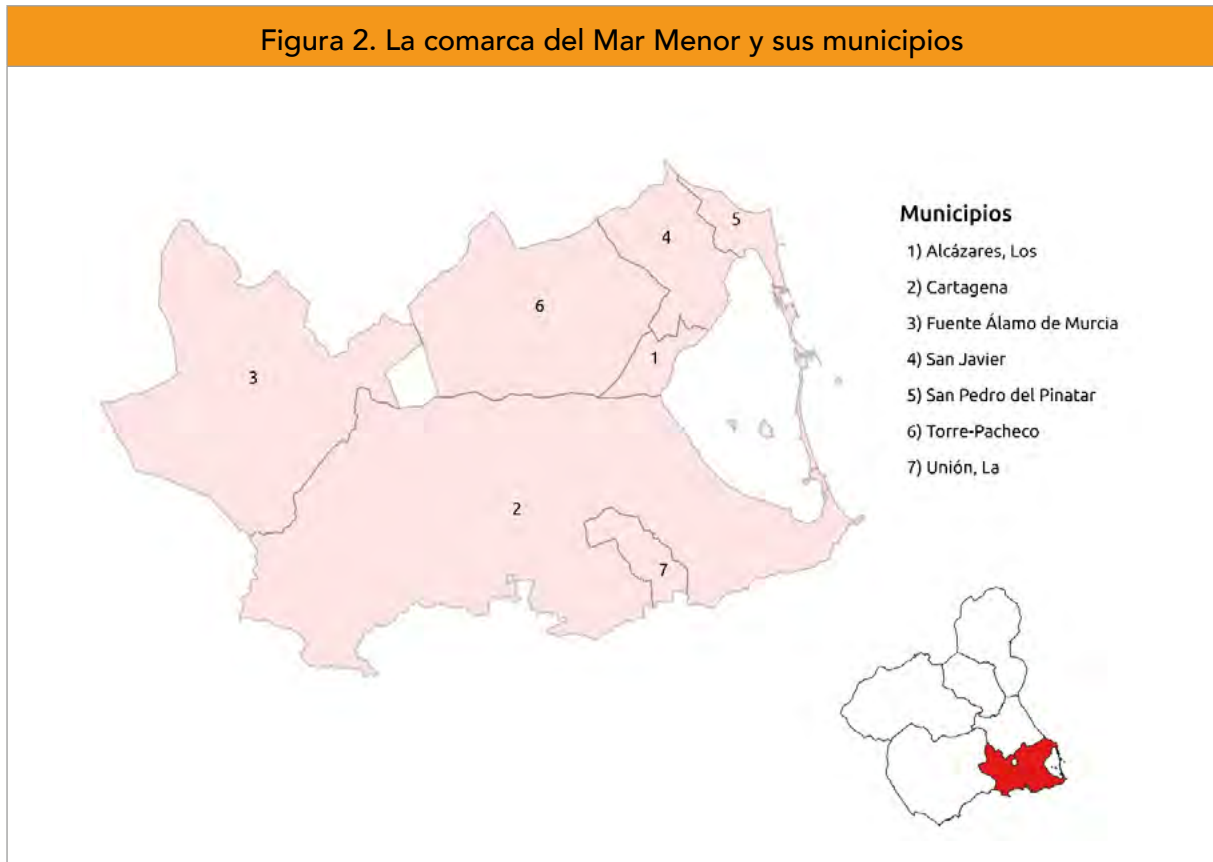 Figura 2. La comarca del Mar Menor y sus municipios
5
4
6
1
3
2
7
Municipios
1) Alcázares, Los
2) Cartagena
3) Fuente Álamo de Murcia
4) San Javier
5) San Pedro del Pinatar
6) Torre-Pacheco
7) Unión, La